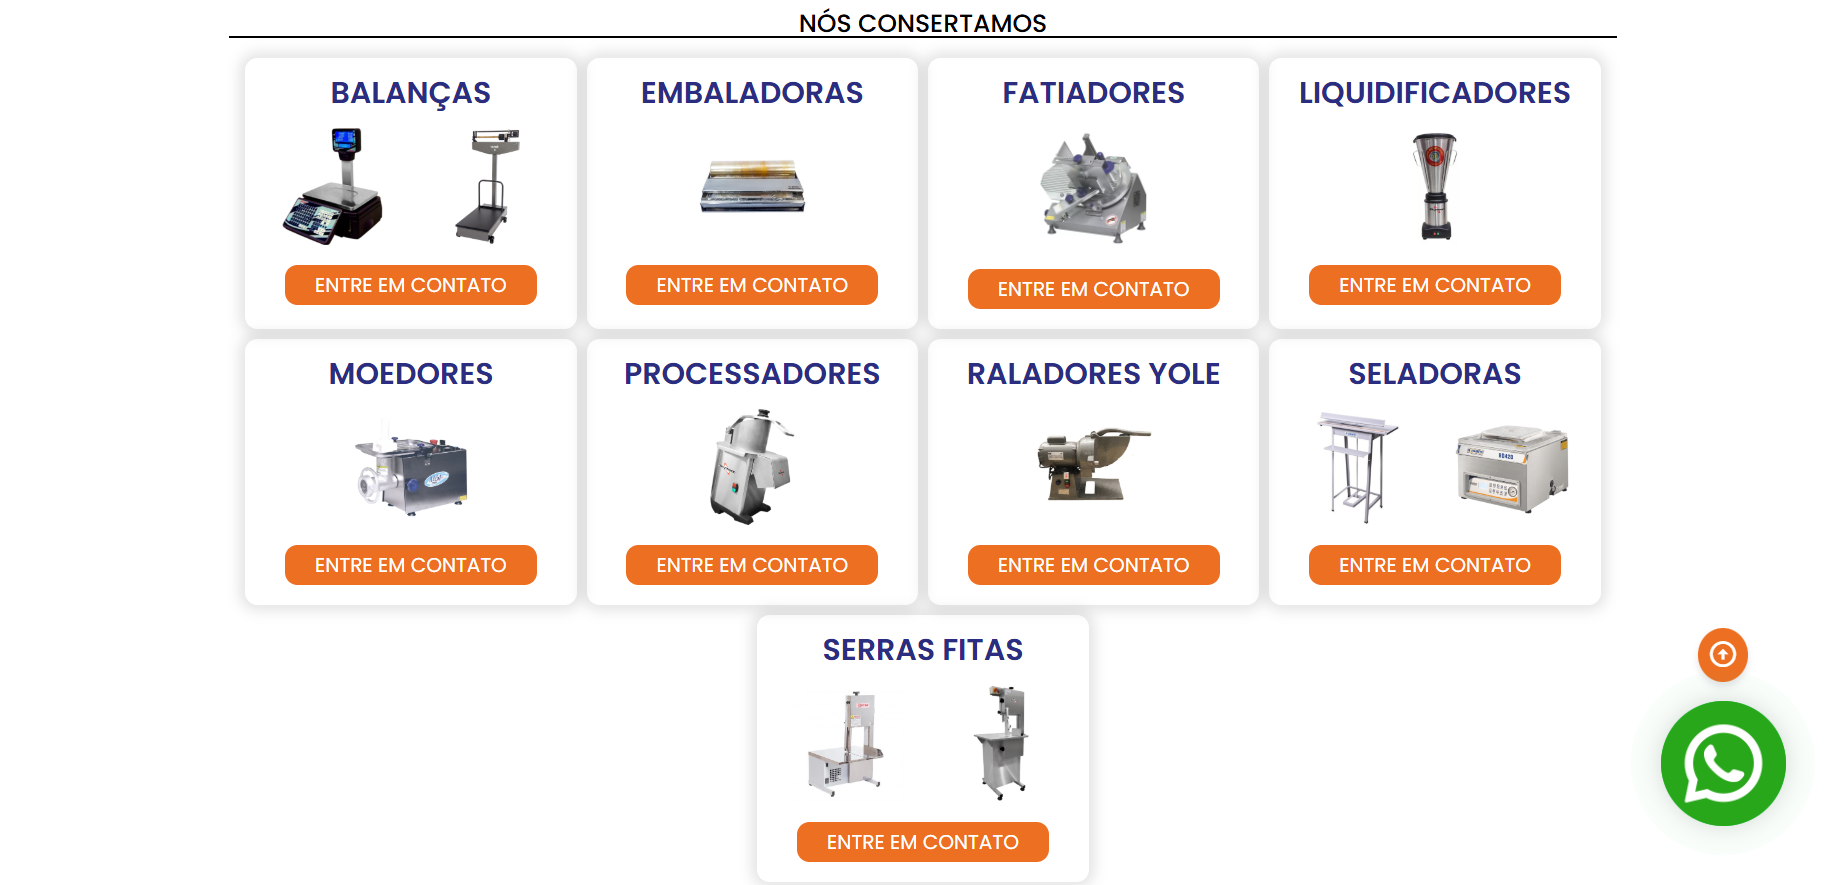 NÓS CONSERTAMOS
BALANÇAS
EMBALADORAS
FATIADORES
LIQUIDIFICADORES
ENTRE EM CONTATO
ENTRE EM CONTATO
ENTRE EM CONTATO
ENTRE EM CONTATO
MOEDORES
PROCESSADORES
RALADORES YOLE
SELADORAS
ENTRE EM CONTATO
ENTRE EM CONTATO
ENTRE EM CONTATO
ENTRE EM CONTATO
SERRAS FITAS
ENTRE EM CONTATO